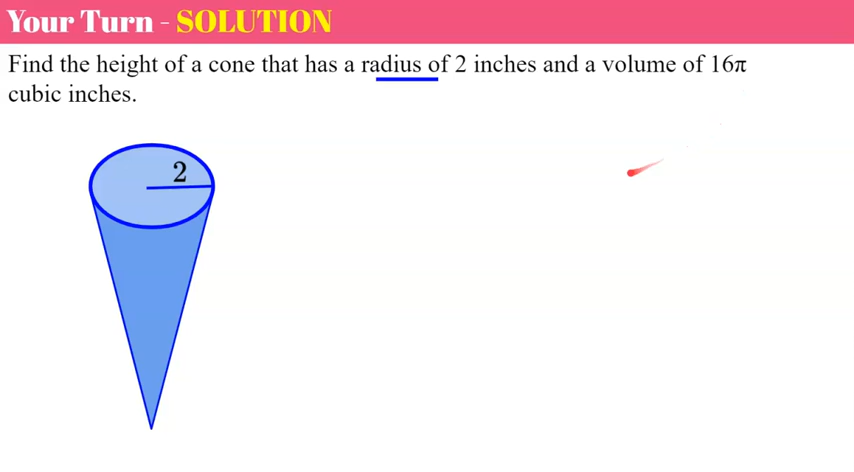 Your Turn - SOLUTION
Find the height of a cone that has a radius of 2 inches and a volume of 16π
cubic inches.
2